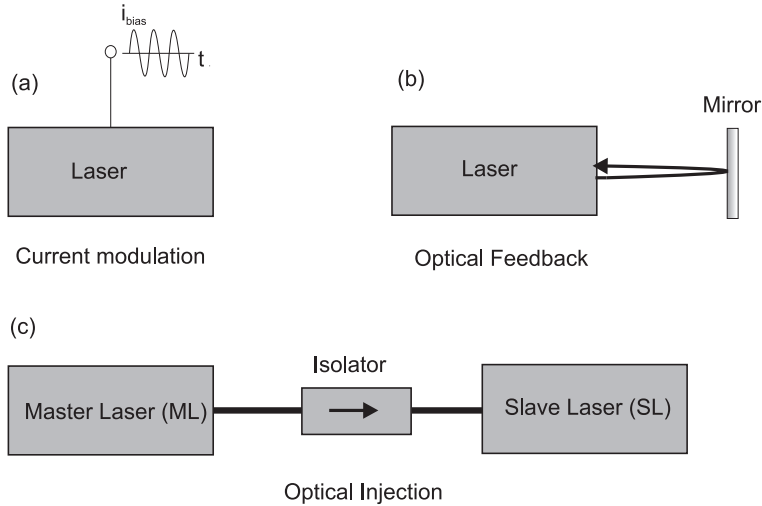 i_bias
t
(a)
Laser
Current modulation
(b)
Mirror
Laser
Optical Feedback
(c)
Isolator
Master Laser (ML)
Slave Laser (SL)
Optical Injection